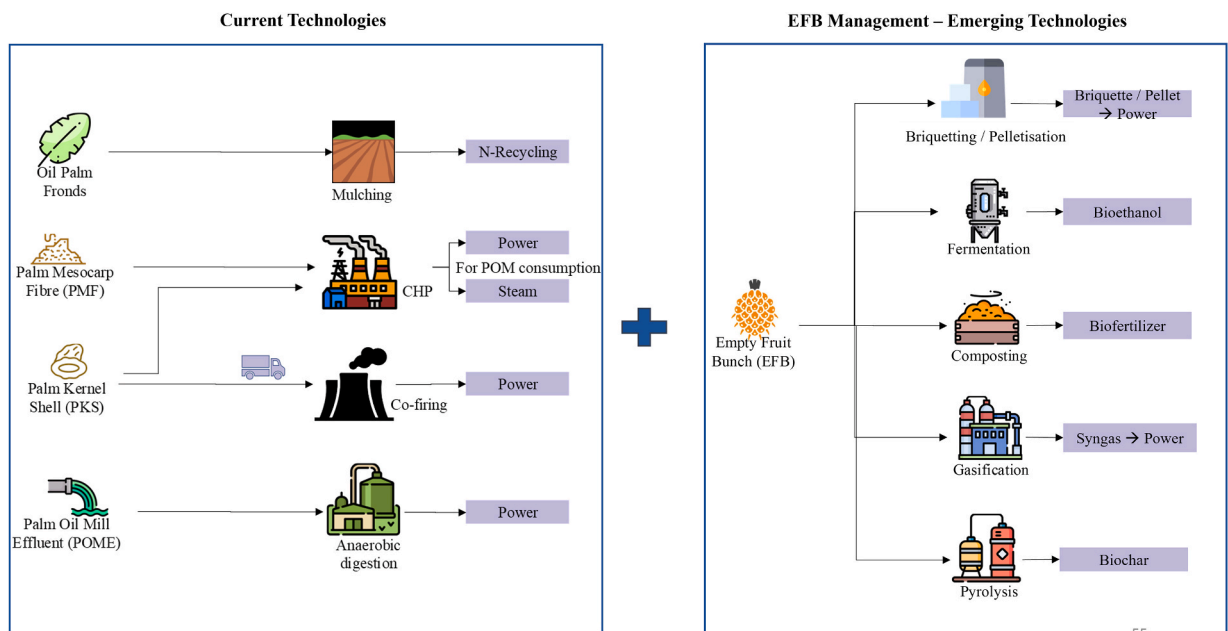 Current Technologies
Oil Palm
Fronds
Mulching
N-Recycling
Palm Mesocarp
Fibre (PMF)
CHP
Power
For POM consumption
Steam
Palm Kernel
Shell (PKS)
Co-firing
Power
Palm Oil Mill
Effluent (POME)
Anaerobic
digestion
Power
EFB Management – Emerging Technologies
Empty Fruit
Bunch (EFB)
Briquetting / Pelletisation
Briquette / Pellet
→ Power
Fermentation
Bioethanol
Composting
Biofertilizer
Gasification
Syngas → Power
Pyrolysis
Biochar